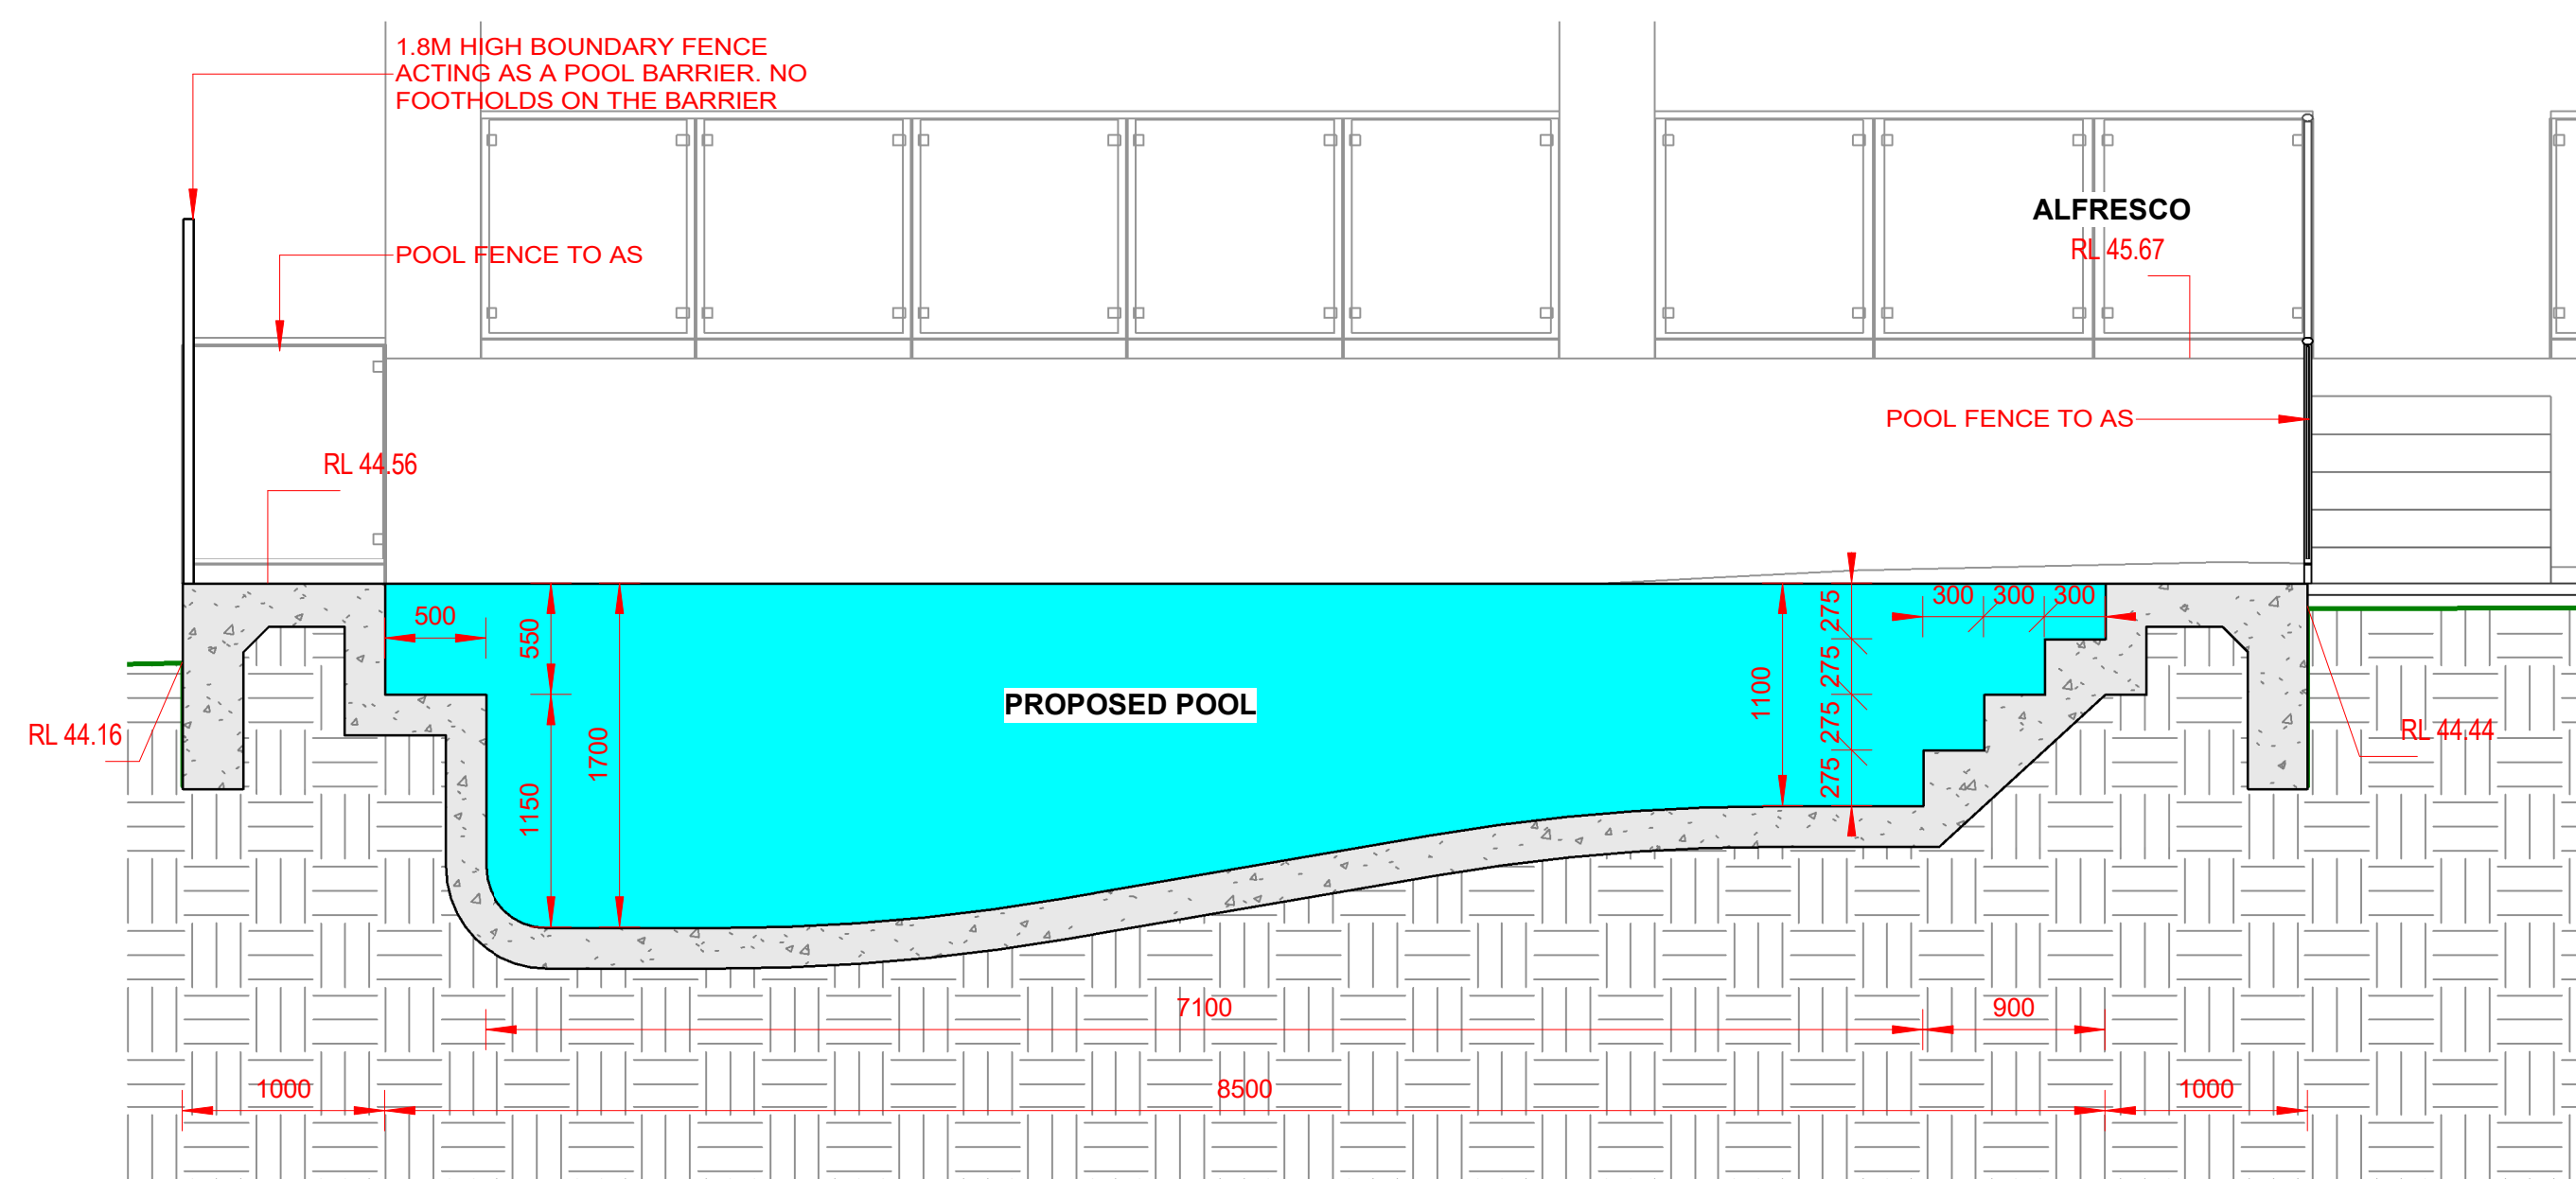 1.8M HIGH BOUNDARY FENCE
ACTING AS A POOL BARRIER. NO
FOOTHOLDS ON THE BARRIER
ALFRESCO
RL 45.67
POOL FENCE TO AS
POOL FENCE TO AS
RL 44.56
500
550
1700
1150
PROPOSED POOL
1100
275
275
275
275
300
300
300
RL 44.16
RL 44.44
7100
900
1000
8500
1000